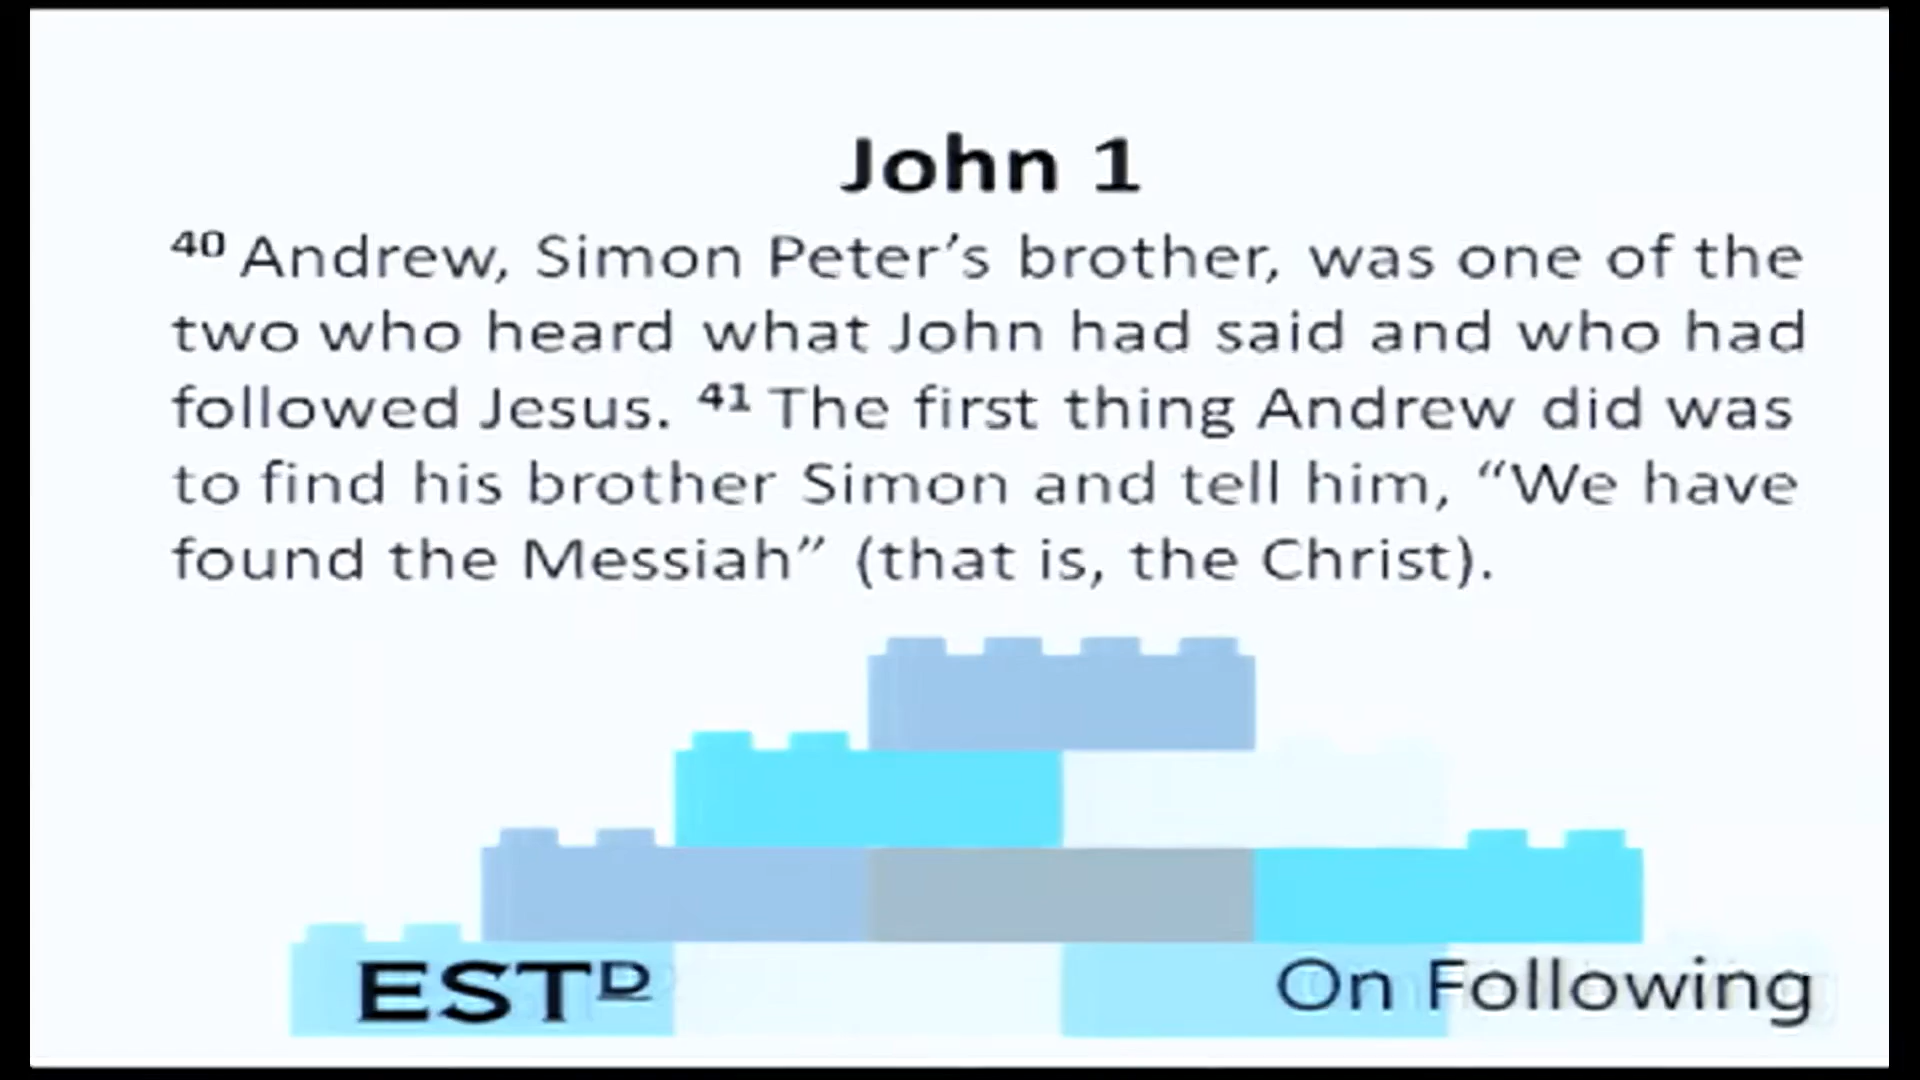 John 1
40 Andrew, Simon Peter’s brother, was one of the
two who heard what John had said and who had
followed Jesus. 41 The first thing Andrew did was
to find his brother Simon and tell him, “We have
found the Messiah” (that is, the Christ).
ESTD
On Following